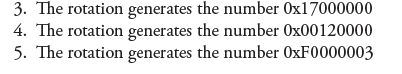 3. The rotation generates the number 0x17000000
4. The rotation generates the number 0x00120000
5. The rotation generates the number 0xF0000003